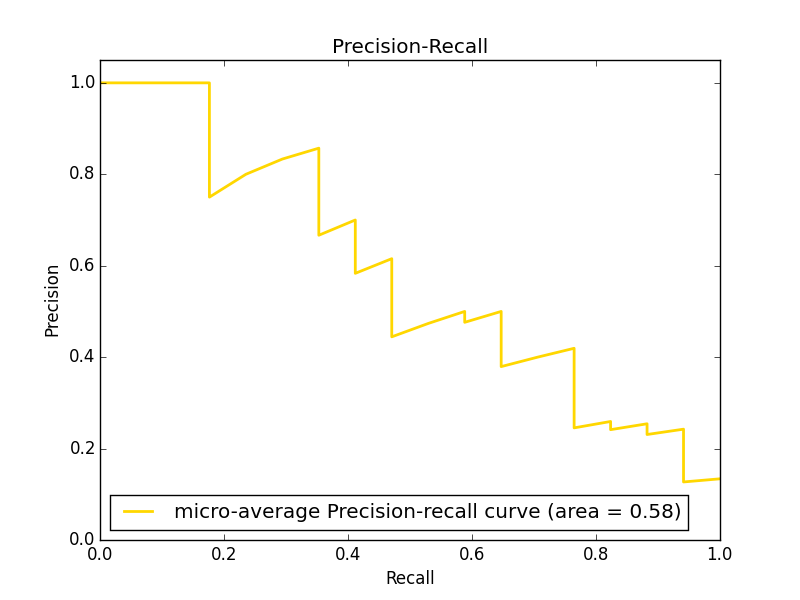 Precision-Recall
1.0
0.8
0.6
0.4
0.2
0.0
Precision
micro-average Precision-recall curve (area = 0.58)
0.0 0.2 0.4 0.6 0.8 1.0
Recall